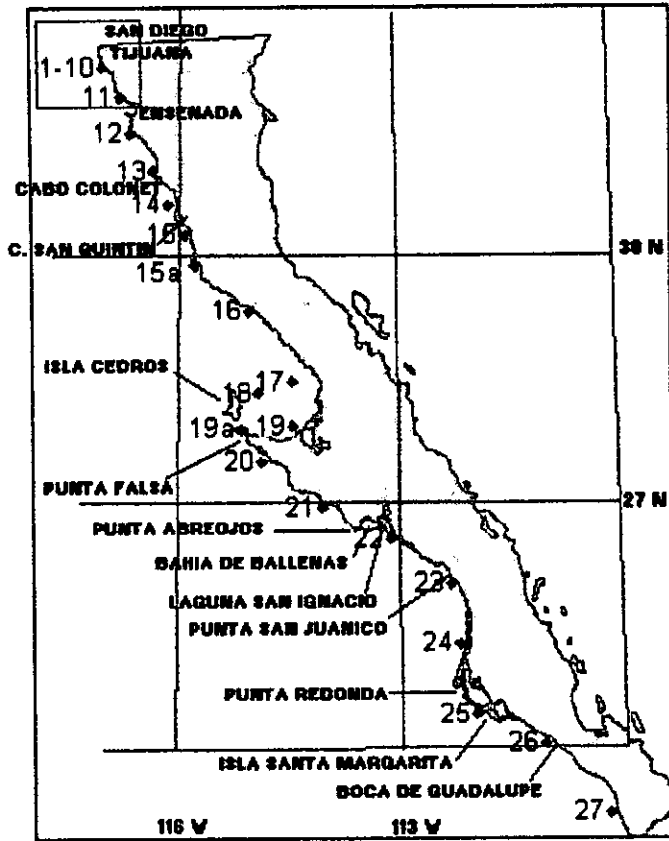 SAN DIEGO
TIJUANA
1-10
11
ENSENADA
12
13
CABO COLONET
14
15
C. SAN QUINTIN
30 N
15a
16
ISLA CEDROS
17
18
19a
19
20
PUNTA FALSA
21
27 N
PUNTA ABREOJOS
22
BAHIA DE BALLENAS
23
LAGUNA SAN IGNACIO
PUNTA SAN JUANICO
24
PUNTA REDONDA
25
26
ISLA SANTA MARGARITA
BOCA DE GUADALUPE
27
116 W
113 W